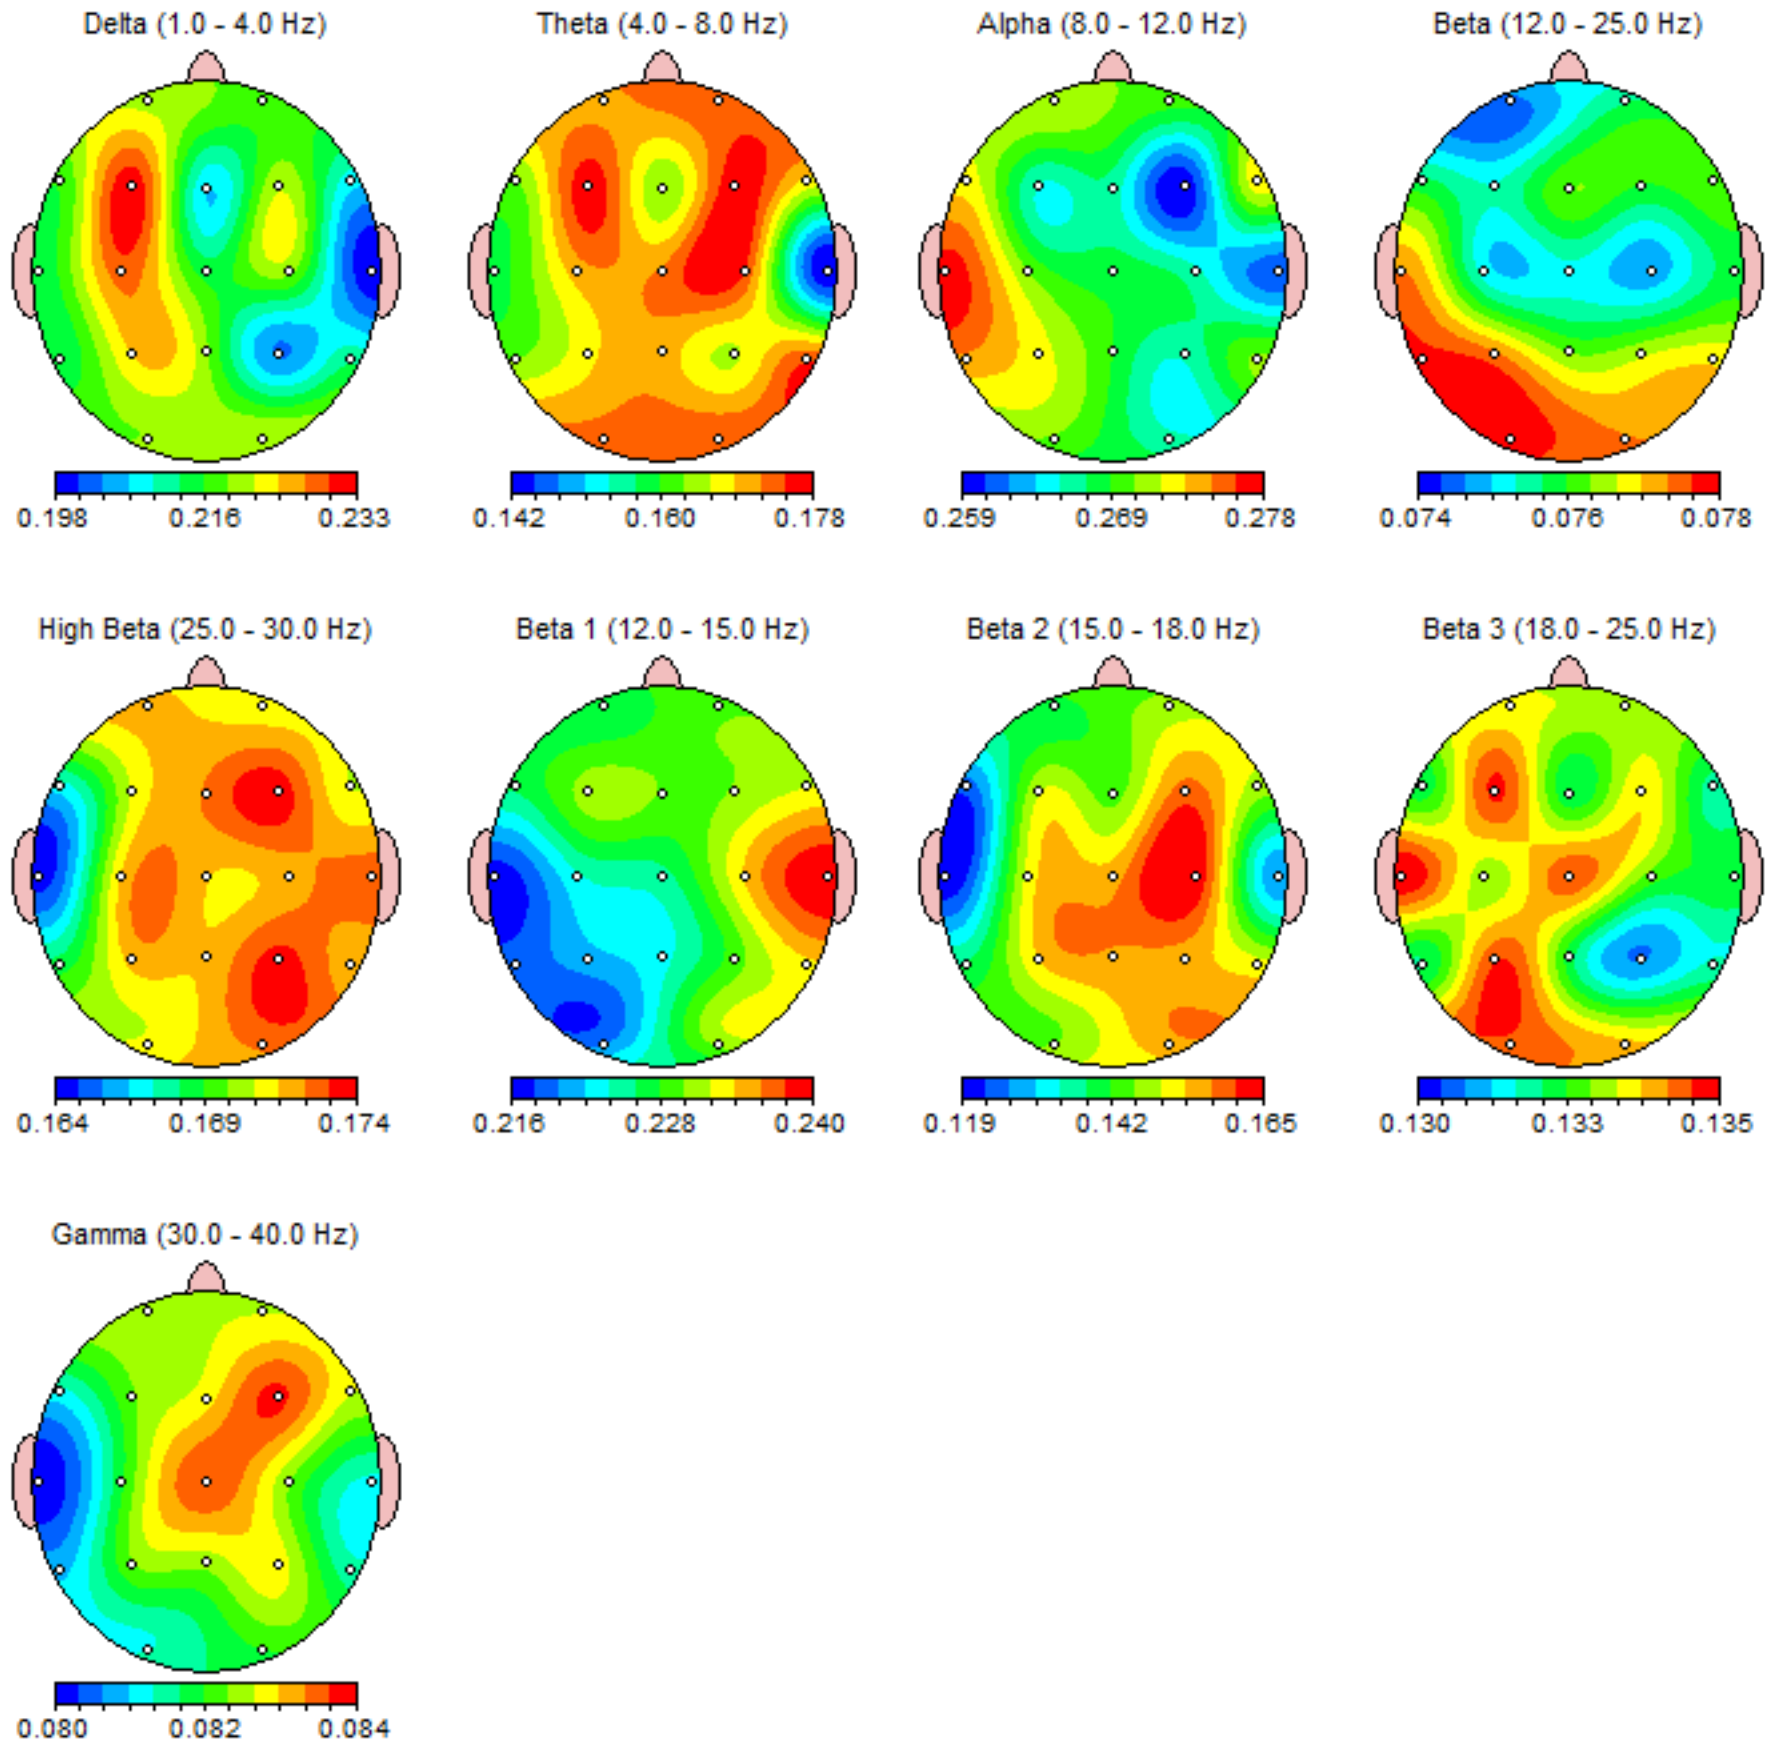 Delta (1.0 - 4.0 Hz) Theta (4.0 - 8.0 Hz) Alpha (8.0 - 12.0 Hz) Beta (12.0 - 25.0 Hz)
0.198 0.216 0.233 0.142 0.160 0.178 0.259 0.269 0.278 0.074 0.076 0.078
High Beta (25.0 - 30.0 Hz) Beta 1 (12.0 - 15.0 Hz) Beta 2 (15.0 - 18.0 Hz) Beta 3 (18.0 - 25.0 Hz)
0.164 0.169 0.174 0.216 0.228 0.240 0.119 0.142 0.165 0.130 0.133 0.135
Gamma (30.0 - 40.0 Hz)
0.080 0.082 0.084